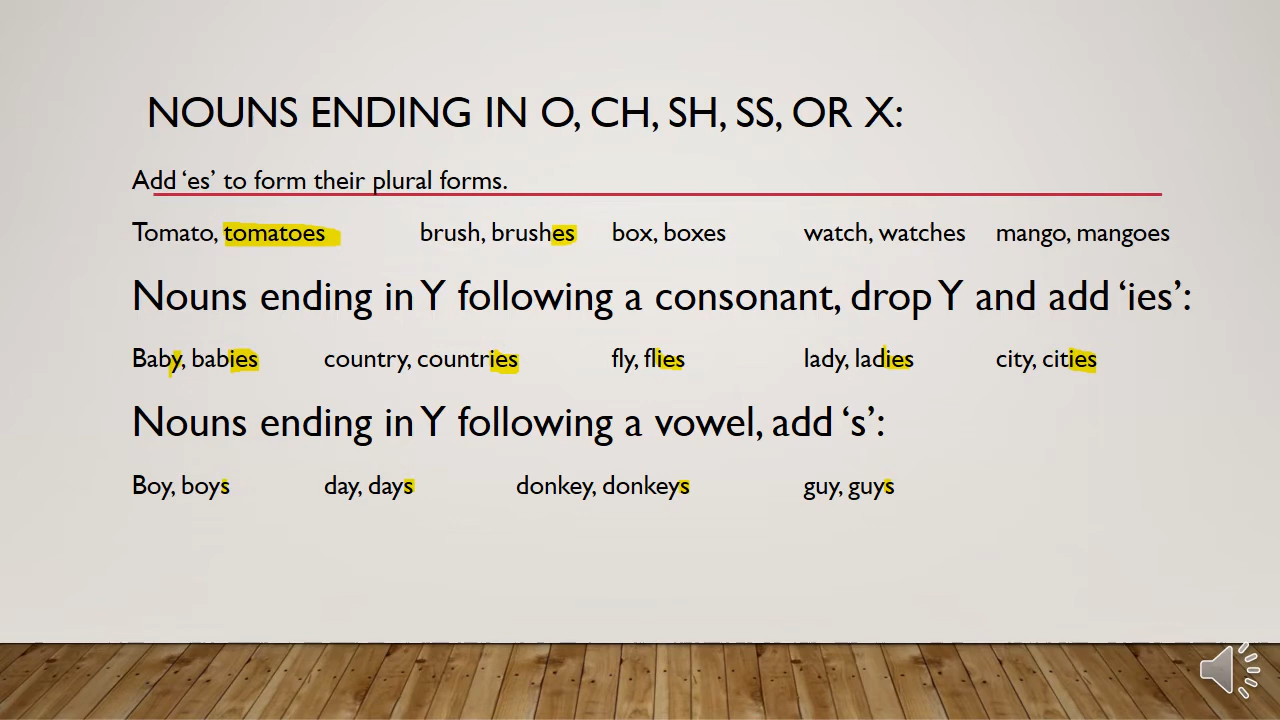 NOUNS ENDING IN O, CH, SH, SS, OR X:
Add ‘es’ to form their plural forms.
Tomato, tomatoes brush, brushes box, boxes watch, watches mango, mangoes
Nouns ending in Y following a consonant, drop Y and add ‘ies’:
Baby, babies country, countries fly, flies lady, ladies city, cities
Nouns ending in Y following a vowel, add ‘s’:
Boy, boys day, days donkey, donkeys guy, guys